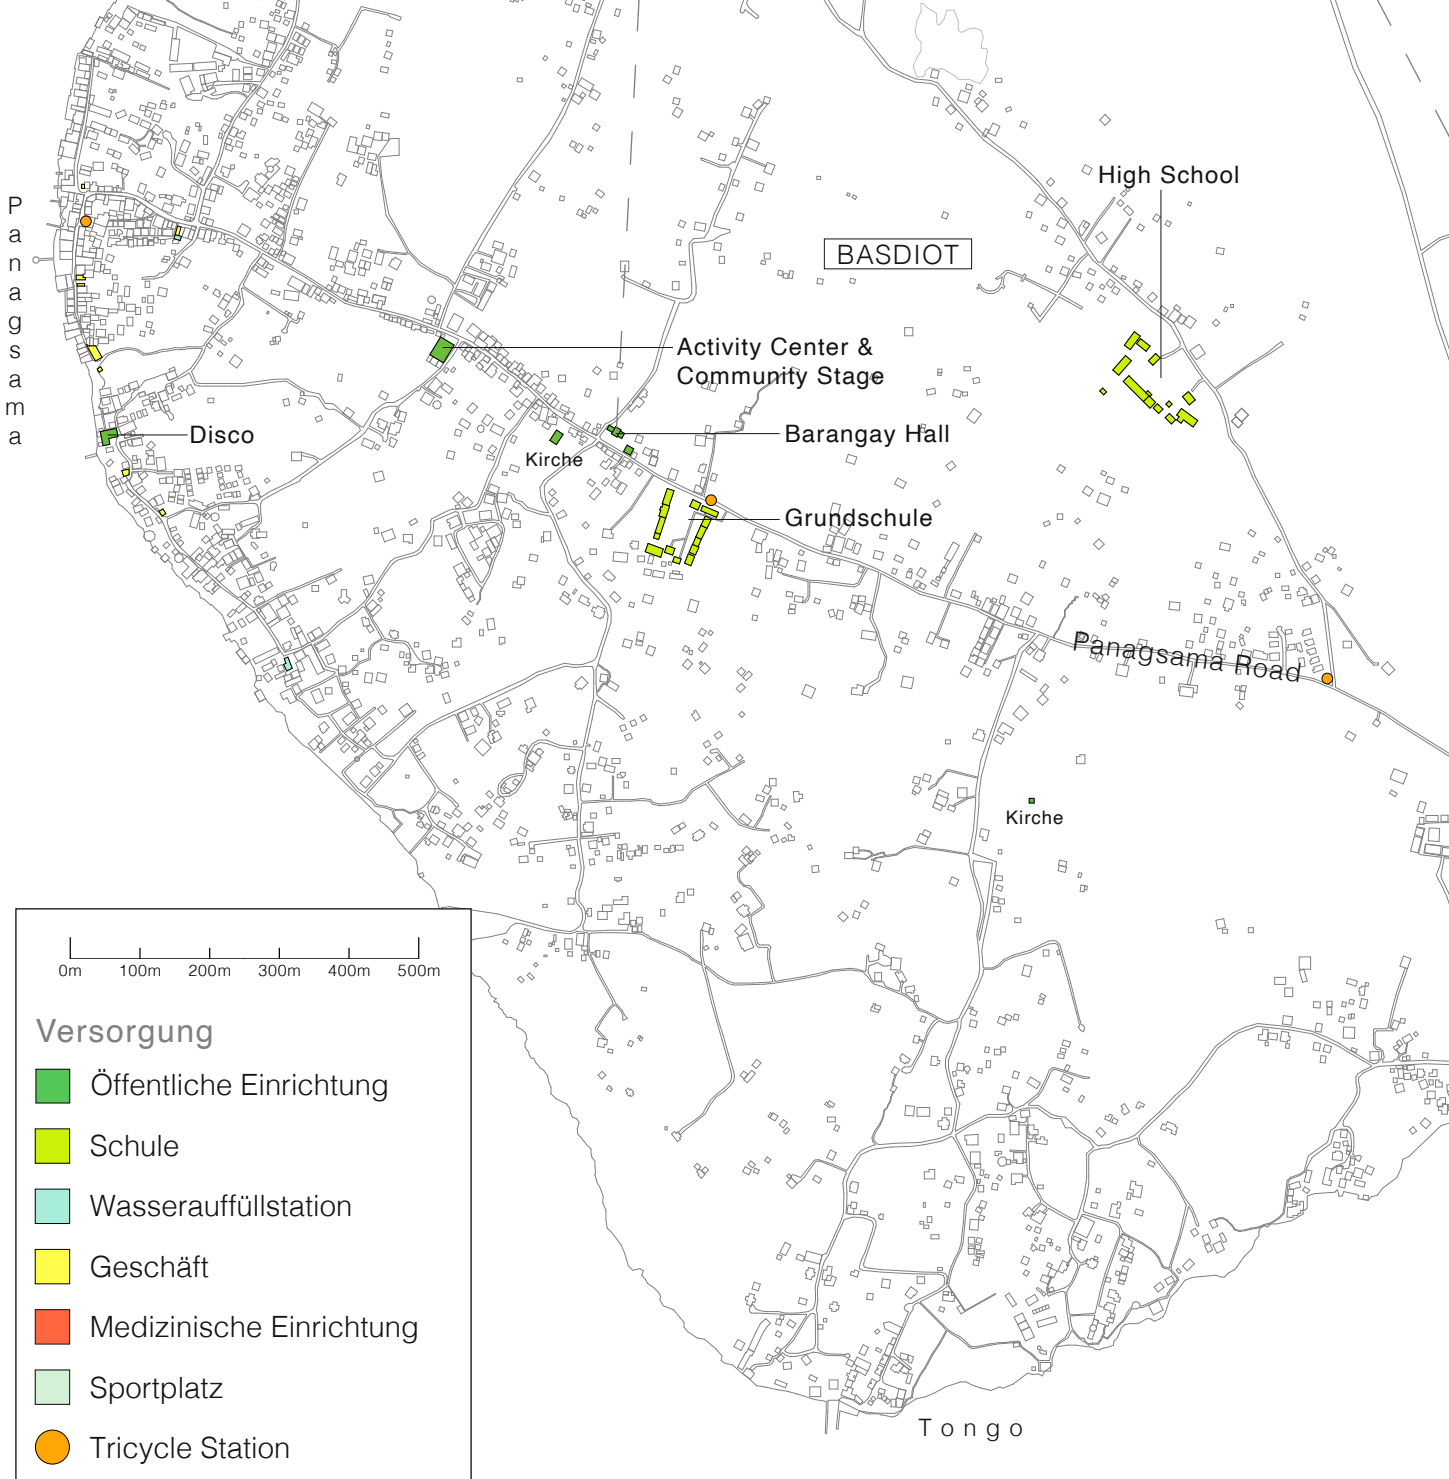 High School
Panagsama
BASDIOT
Activity Center &
Community Stage
Disco
Barangay Hall
Kirche
Grundschule
Panagsama Road
Kirche
0m 100m 200m 300m 400m 500m
Versorgung
Öffentliche Einrichtung
Schule
Wasserauffüllstation
Geschäft
Medizinische Einrichtung
Sportplatz
Tricycle Station
Tongo